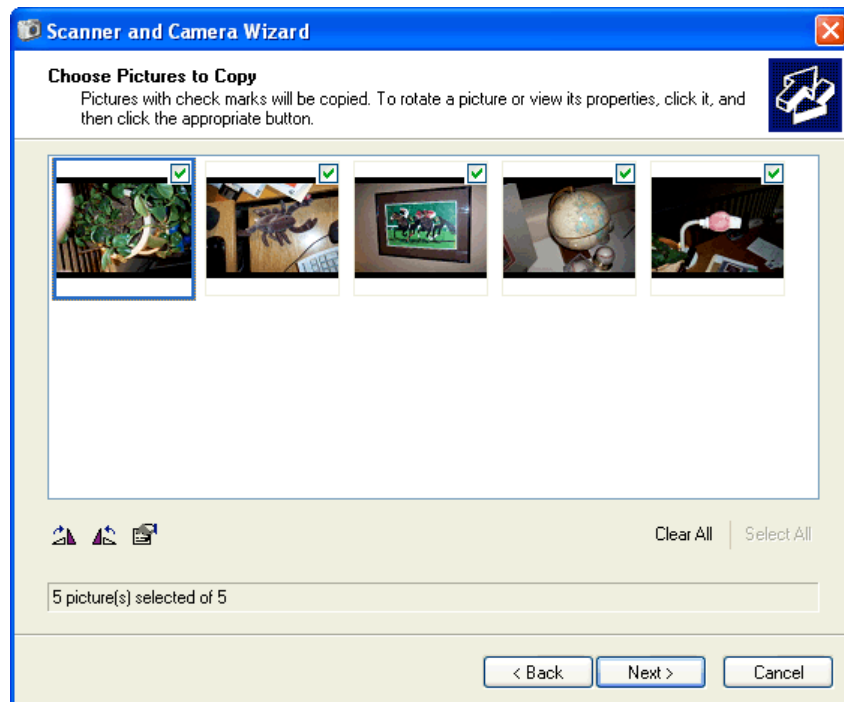 Scanner and Camera Wizard
Choose Pictures to Copy
Pictures with check marks will be copied. To rotate a picture or view its properties, click it, and
then click the appropriate button.
Clear All
Select All
5 picture(s) selected of 5
< Back
Next >
Cancel